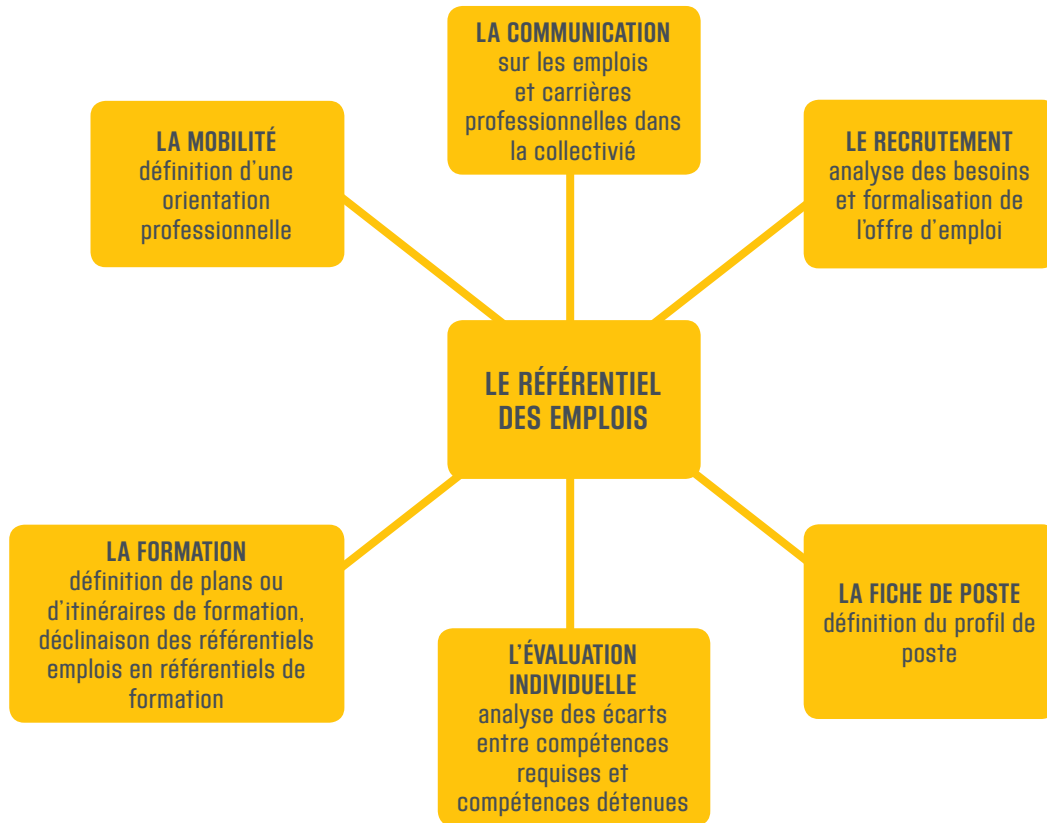 LA COMMUNICATION
sur les emplois
et carrières
professionnelles dans
la collectivié
LA MOBILITÉ
définition d'une
orientation
professionnelle
LE RECRUTEMENT
analyse des besoins
et formalisation de
l'offre d'emploi
LE RÉFÉRENTIEL
DES EMPLOIS
LA FORMATION
définition de plans ou
d'itinéraires de formation,
déclinaison des référentiels
emplois en référentiels de
formation
L'ÉVALUATION
INDIVIDUELLE
analyse des écarts
entre compétences
requises et
compétences détenues
LA FICHE DE POSTE
définition du profil de
poste